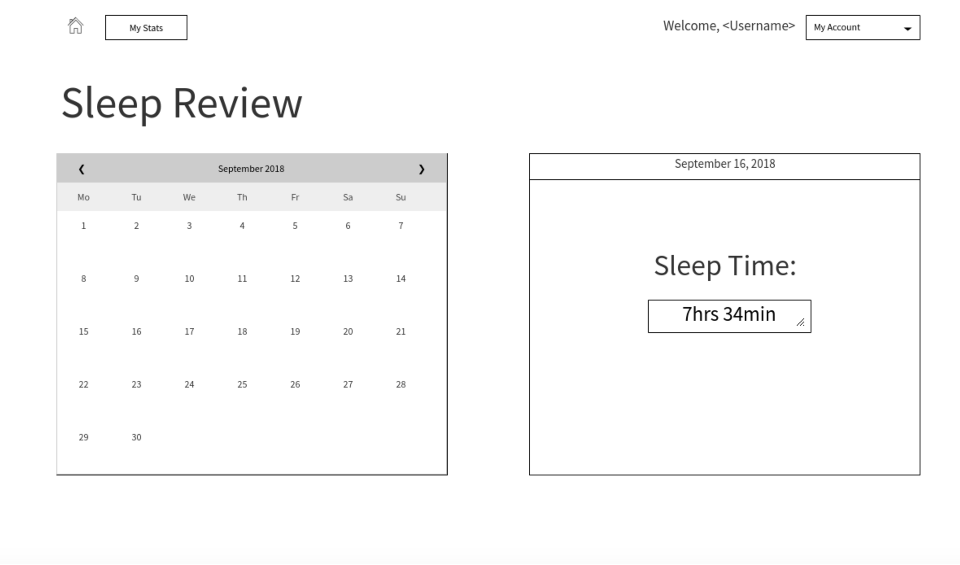 My Stats
Welcome, <Username>
My Account
Sleep Review
❮ September 2018 ❯
Mo Tu We Th Fr Sa Su
1 2 3 4 5 6 7
8 9 10 11 12 13 14
15 16 17 18 19 20 21
22 23 24 25 26 27 28
29 30
September 16, 2018
Sleep Time:
7hrs 34min